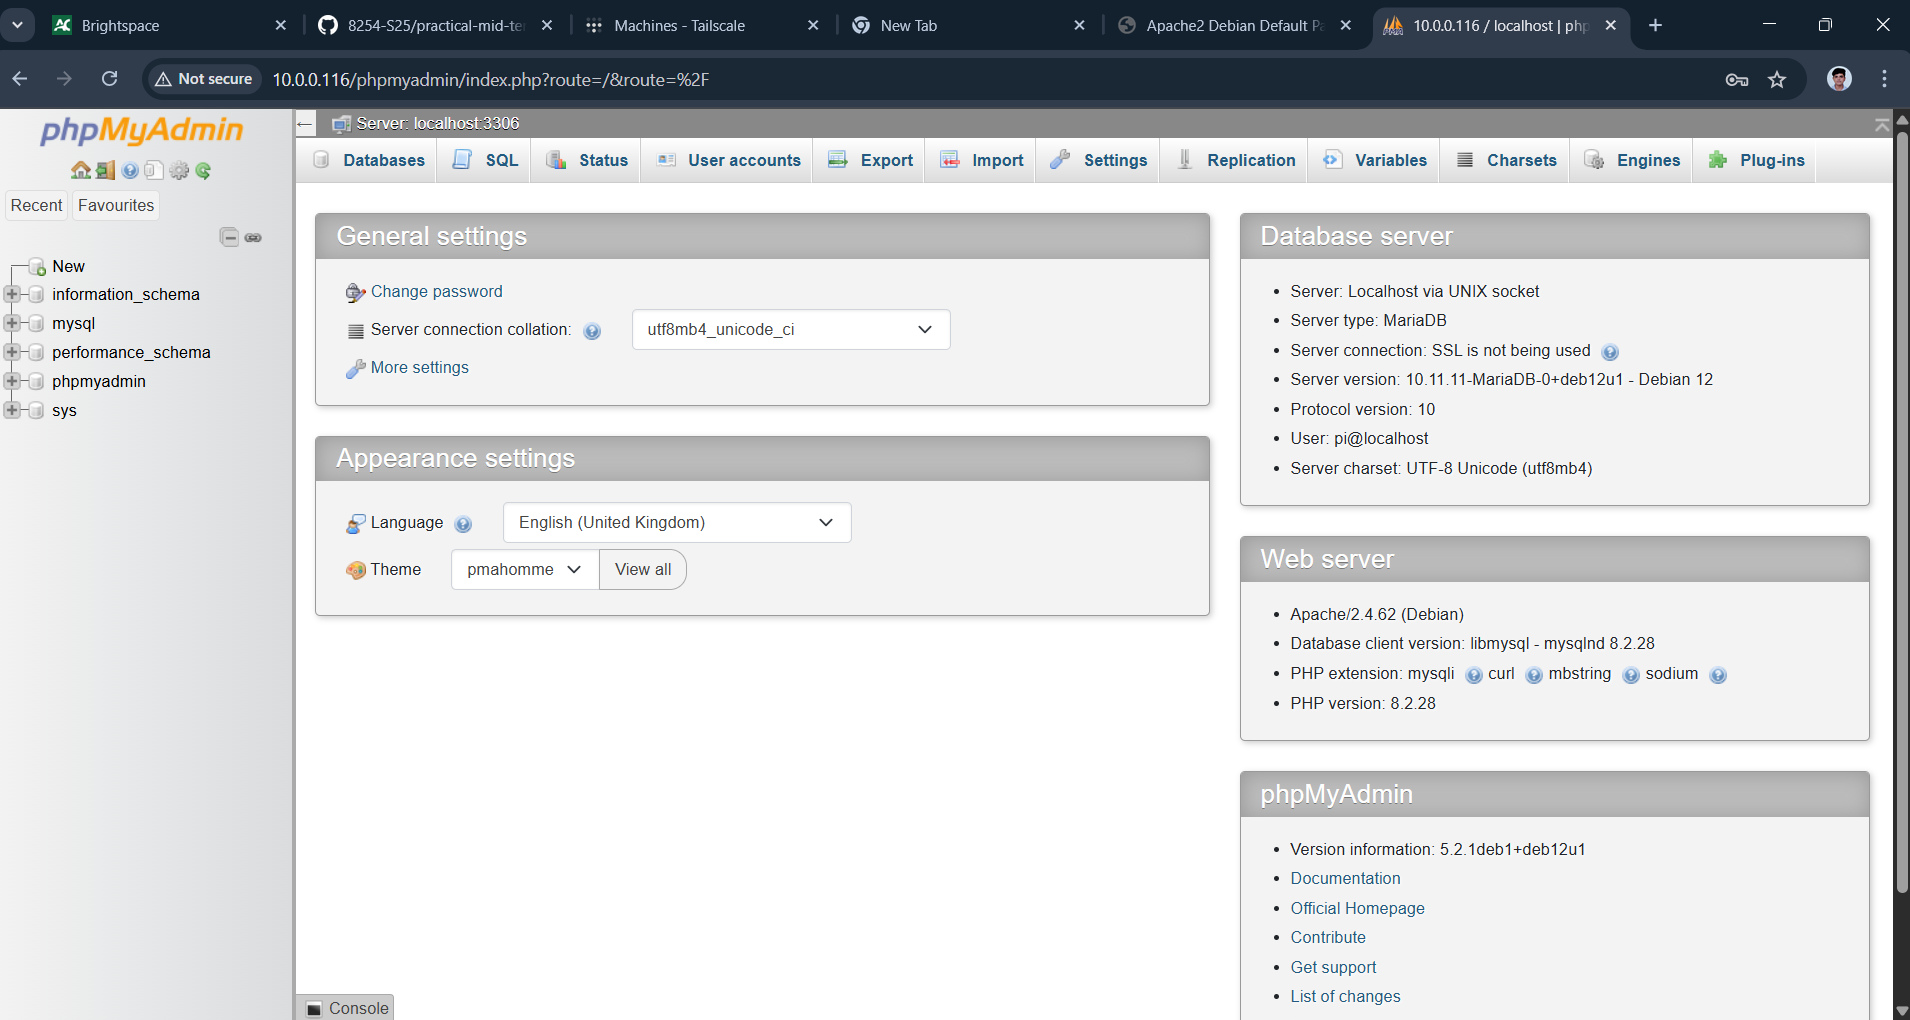 Brightspace
8254-S25/practical-mid-te
Machines - Tailscale
New Tab
Apache2 Debian Default Pa
10.0.0.116 / localhost | php
Not secure
10.0.0.116/phpmyadmin/index.php?route=/&route=%2F
phpMyAdmin
Recent
Favourites
New
information_schema
mysql
performance_schema
phpmyadmin
sys
Server: localhost:3306
Databases
SQL
Status
User accounts
Export
Import
Settings
Replication
Variables
Charsets
Engines
Plug-ins
General settings
Change password
Server connection collation:
utf8mb4_unicode_ci
More settings
Appearance settings
Language
English (United Kingdom)
Theme
pmahomme
View all
Database server
Server: Localhost via UNIX socket
Server type: MariaDB
Server connection: SSL is not being used
Server version: 10.11.11-MariaDB-0+deb12u1 - Debian 12
Protocol version: 10
User: pi@localhost
Server charset: UTF-8 Unicode (utf8mb4)
Web server
Apache/2.4.62 (Debian)
Database client version: libmysql - mysqlnd 8.2.28
PHP extension: mysqli curl mbstring sodium
PHP version: 8.2.28
phpMyAdmin
Version information: 5.2.1deb1+deb12u1
Documentation
Official Homepage
Contribute
Get support
List of changes
Console